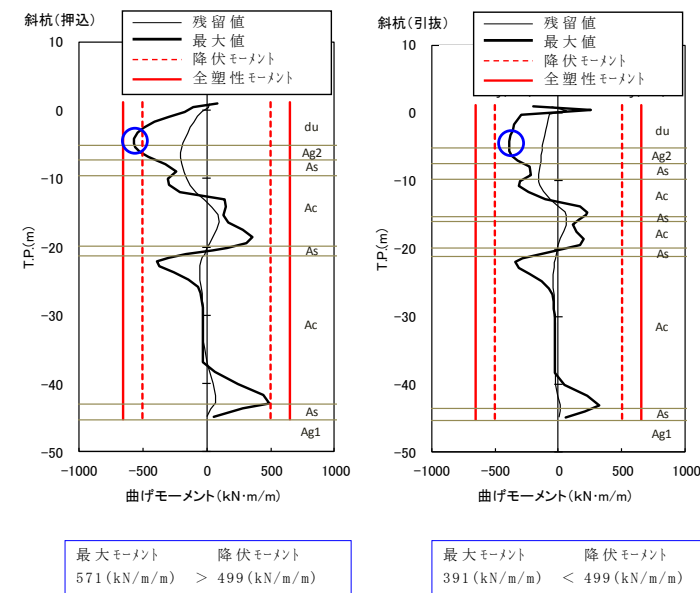 斜杭(押込)
残留値
最大値
降伏モーメント
全塑性モーメント
10
0
-10
-20
-30
-40
-50
T.P.(m)
du
Ag2
As
Ac
As
Ac
As
Ag1
-1000
-500
0
500
1000
曲げモーメント(kN・m/m)
最大モーメント 降伏モーメント
571(kN/m/m) > 499(kN/m/m)
斜杭(引抜)
残留値
最大値
降伏モーメント
全塑性モーメント
10
0
-10
-20
-30
-40
-50
T.P.(m)
du
Ag2
As
Ac
As
Ac
As
Ac
As
Ag1
-1000
-500
0
500
1000
曲げモーメント(kN・m/m)
最大モーメント 降伏モーメント
391(kN/m/m) < 499(kN/m/m)